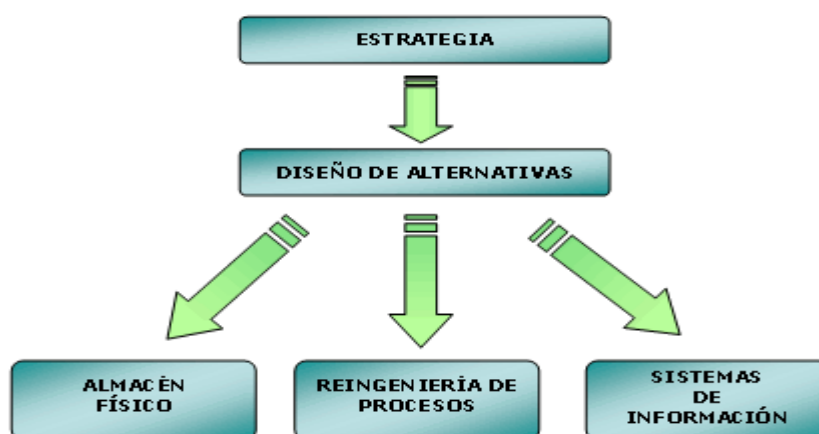 ESTRATEGIA
DISEÑO DE ALTERNATIVAS
ALMACÉN
FÍSICO
REINGENIERÍA DE
PROCESOS
SISTEMAS
DE
INFORMACIÓN